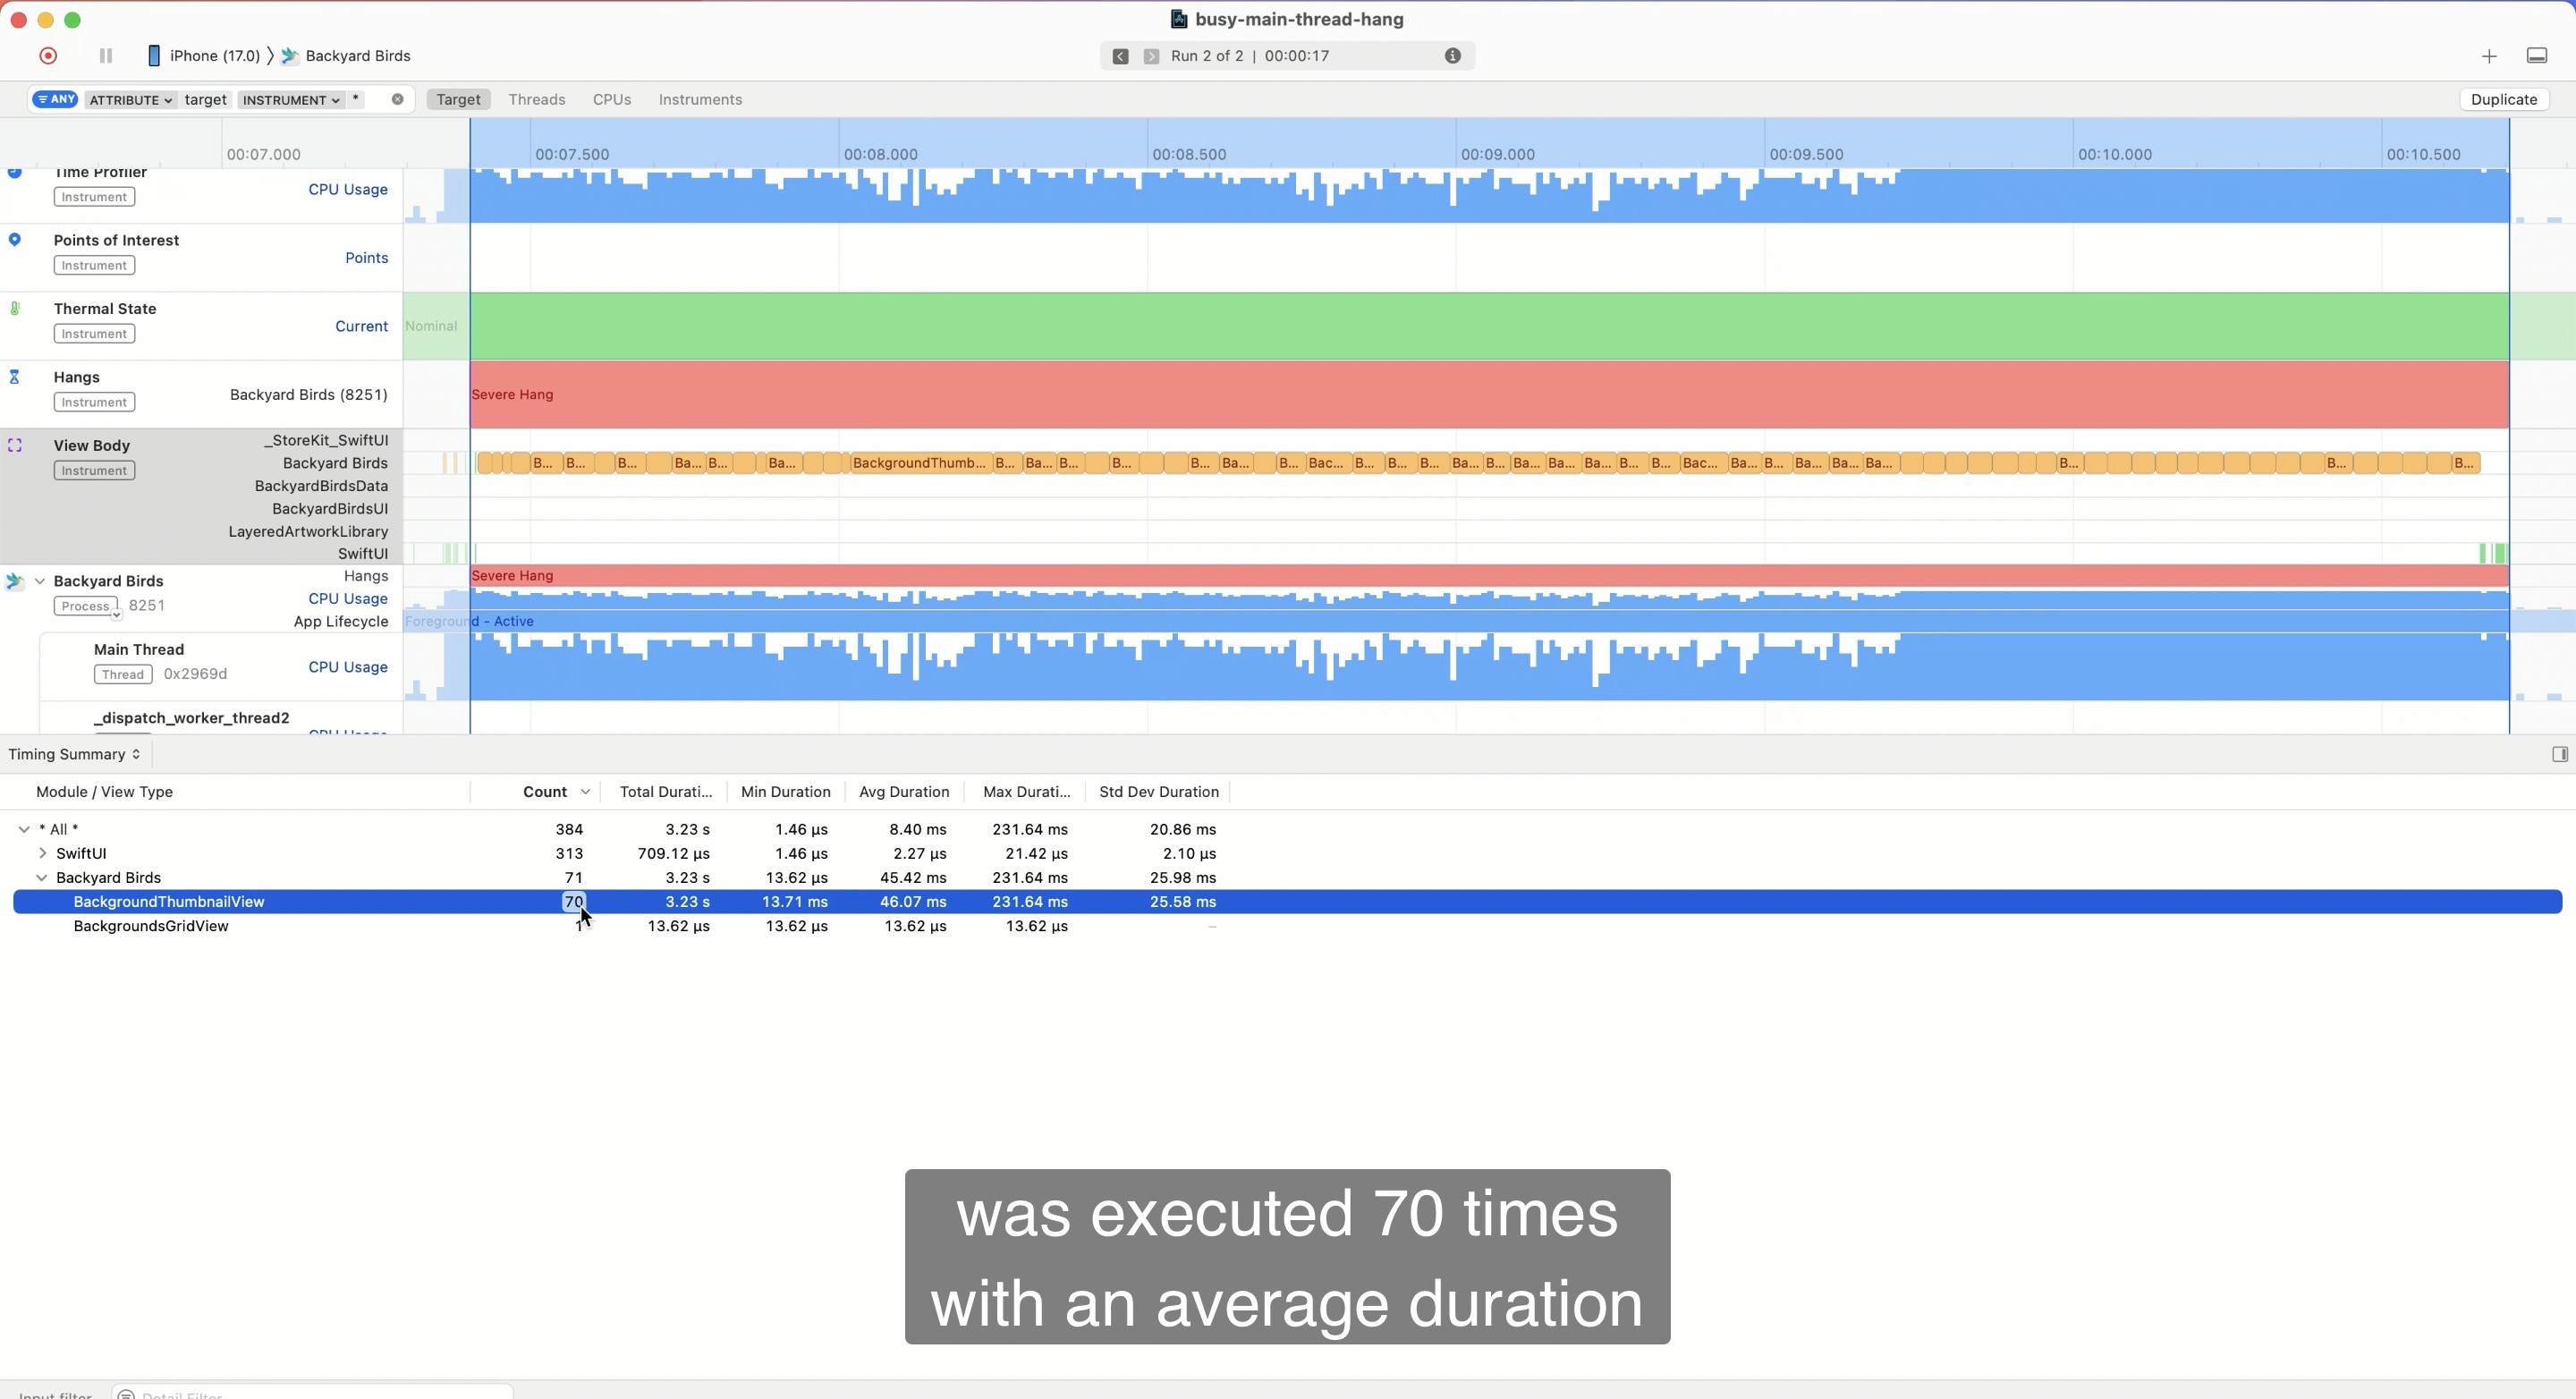 busy-main-thread-hang
iPhone (17.0) Backyard Birds
Run 2 of 2 | 00:00:17
ANY ATTRIBUTE target INSTRUMENT *
Target Threads CPUs Instruments
Duplicate
00:07.000 00:07.500 00:08.000 00:08.500 00:09.000 00:09.500 00:10.000 00:10.500
Time Profiler
Instrument
CPU Usage
Points of Interest
Instrument
Points
Thermal State
Instrument
Current
Nominal
Hangs
Instrument
Backyard Birds (8251)
Severe Hang
View Body
Instrument
_StoreKit_SwiftUI
Backyard Birds
B... B... B... Ba... B... Ba... BackgroundThumb... B... Ba... B... B... B... Ba... B... Bac... B... B... B... Ba... B... Ba... Ba... Ba... B... B... Bac... Ba... B... Ba... Ba... Ba... B... B... B...
BackyardBirdsData
BackyardBirdsUI
LayeredArtworkLibrary
SwiftUI
Backyard Birds
Process 8251
Hangs
Severe Hang
CPU Usage
App Lifecycle
Foreground - Active
Main Thread
Thread 0x2969d
CPU Usage
_dispatch_worker_thread2
CPU Usage
Timing Summary
Module / View Type Count Total Durati... Min Duration Avg Duration Max Durati... Std Dev Duration
* All * 384 3.23 s 1.46 µs 8.40 ms 231.64 ms 20.86 ms
SwiftUI 313 709.12 µs 1.46 µs 2.27 µs 21.42 µs 2.10 µs
Backyard Birds 71 3.23 s 13.62 µs 45.42 ms 231.64 ms 25.98 ms
BackgroundThumbnailView 70 3.23 s 13.71 ms 46.07 ms 231.64 ms 25.58 ms
BackgroundsGridView 1 13.62 µs 13.62 µs 13.62 µs 13.62 µs –
was executed 70 times
with an average duration
Input filter Detail Filter